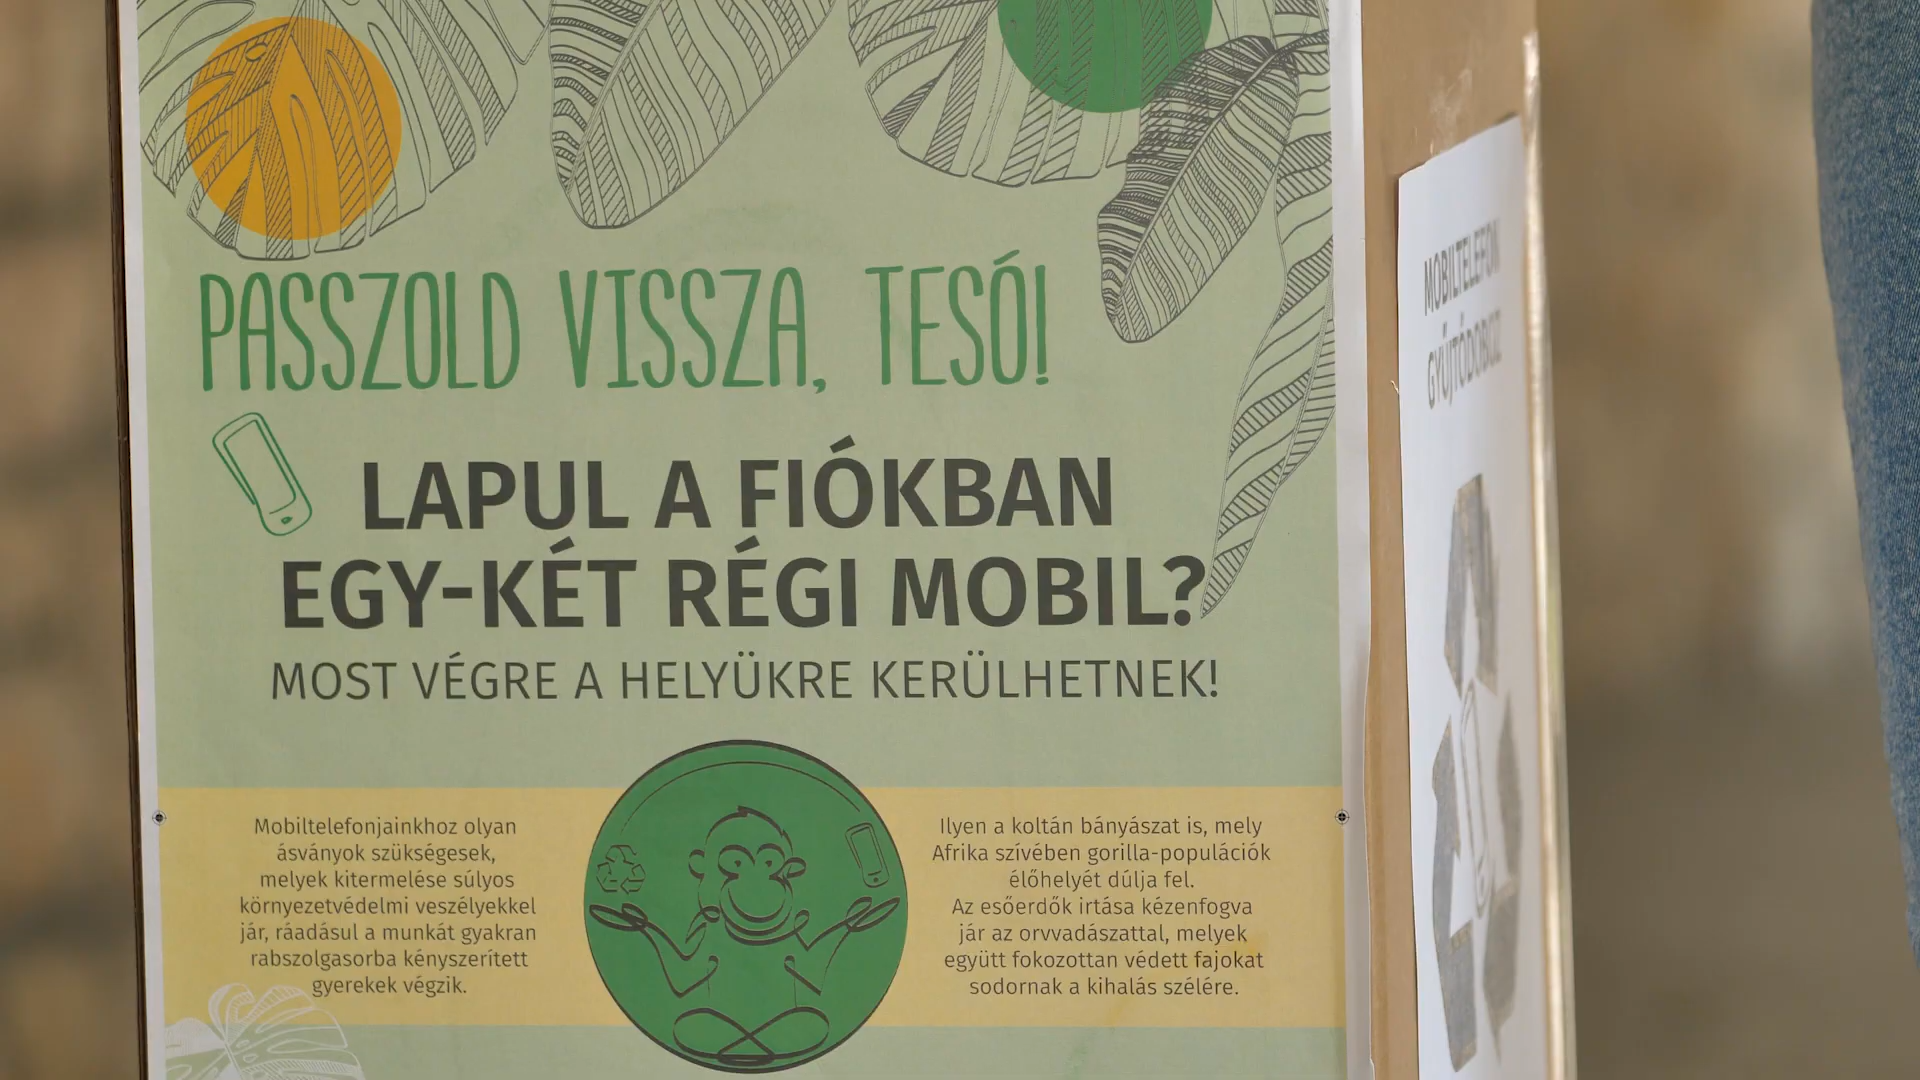 PASSZOLD VISSZA, TESÓ!
LAPUL A FIÓKBAN
EGY-KÉT RÉGI MOBIL?
MOST VÉGRE A HELYÜKRE KERÜLHETNEK!
Mobiltelefonjainkhoz olyan
ásványok szükségesek,
melyek kitermelése súlyos
környezetvédelmi veszélyekkel
jár, ráadásul a munkát gyakran
rabszolgasorba kényszerített
gyerekek végzik.
Ilyen a koltán bányászat is, mely
Afrika szívében gorilla-populációk
élőhelyét dúlja fel.
Az esőerdők irtása kézenfogva
jár az orvvadászattal, melyek
együtt fokozottan védett fajokat
sodornak a kihalás szélére.
MOBILTELEFON
GYŰJTŐDOBOZ